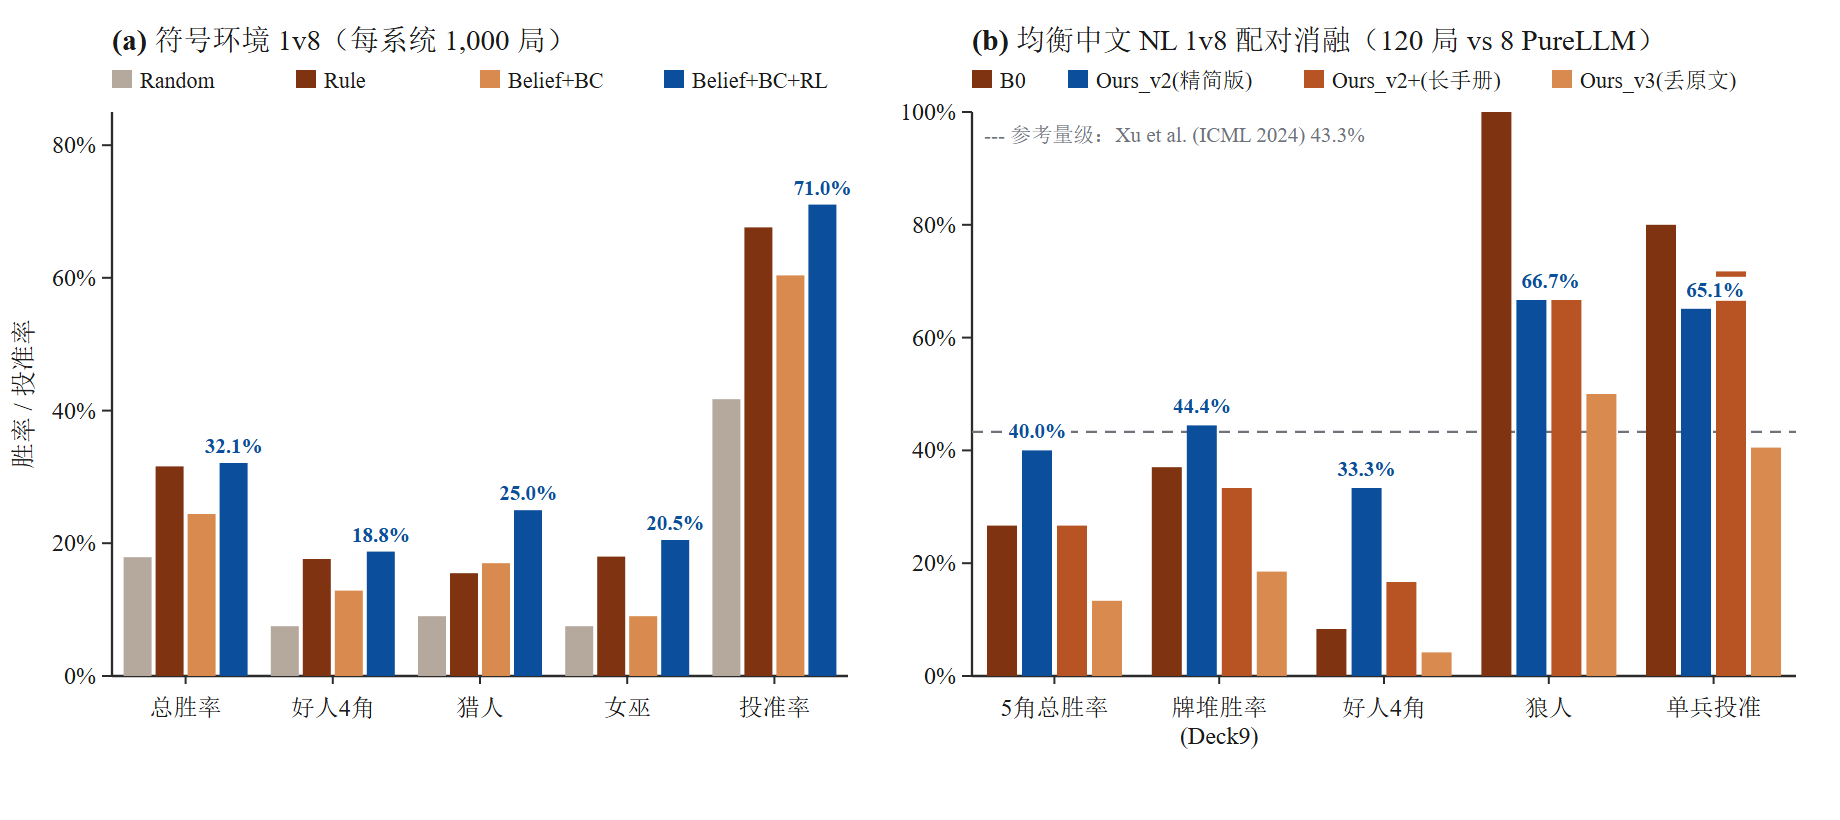 (a) 符号环境 1v8（每系统 1,000 局）
Random Rule Belief+BC Belief+BC+RL
胜率 / 投准率
80%
60%
40%
20%
0%
32.1%
18.8%
25.0%
20.5%
71.0%
总胜率 好人4角 猎人 女巫 投准率
(b) 均衡中文 NL 1v8 配对消融（120 局 vs 8 PureLLM）
B0 Ours_v2(精简版) Ours_v2+(长手册) Ours_v3(丢原文)
--- 参考量级：Xu et al. (ICML 2024) 43.3%
100%
80%
60%
40%
20%
0%
40.0%
44.4%
33.3%
66.7%
65.1%
5角总胜率 牌堆胜率 好人4角 狼人 单兵投准
(Deck9)